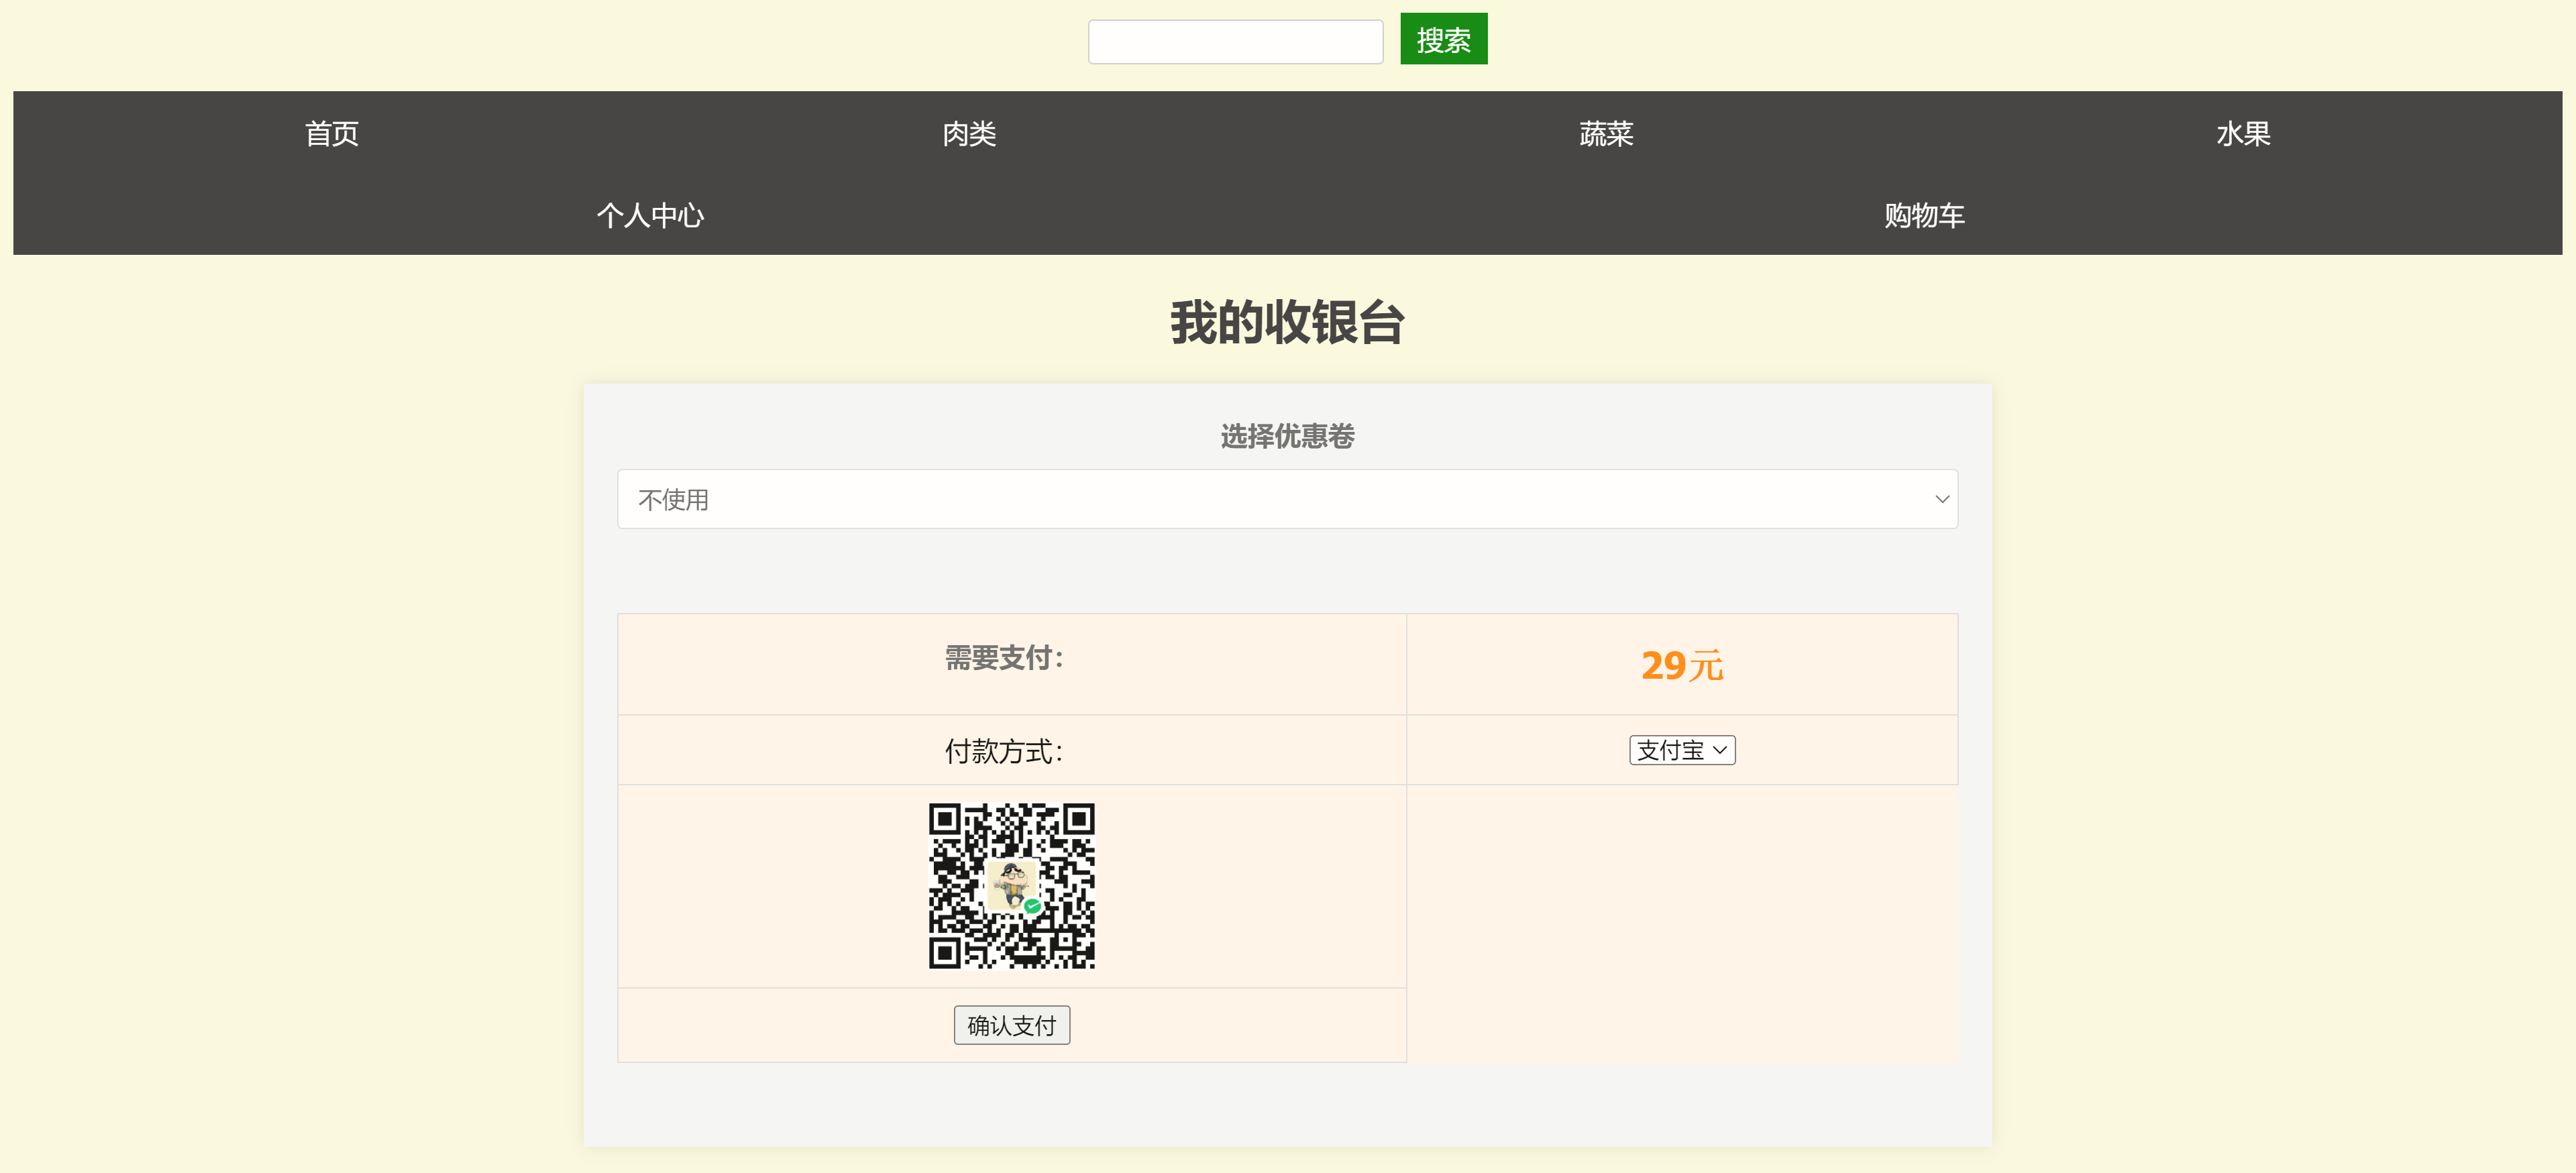 搜索
首页 肉类 蔬菜 水果
个人中心 购物车
我的收银台
选择优惠卷
不使用
需要支付： 29元
付款方式： 支付宝
确认支付